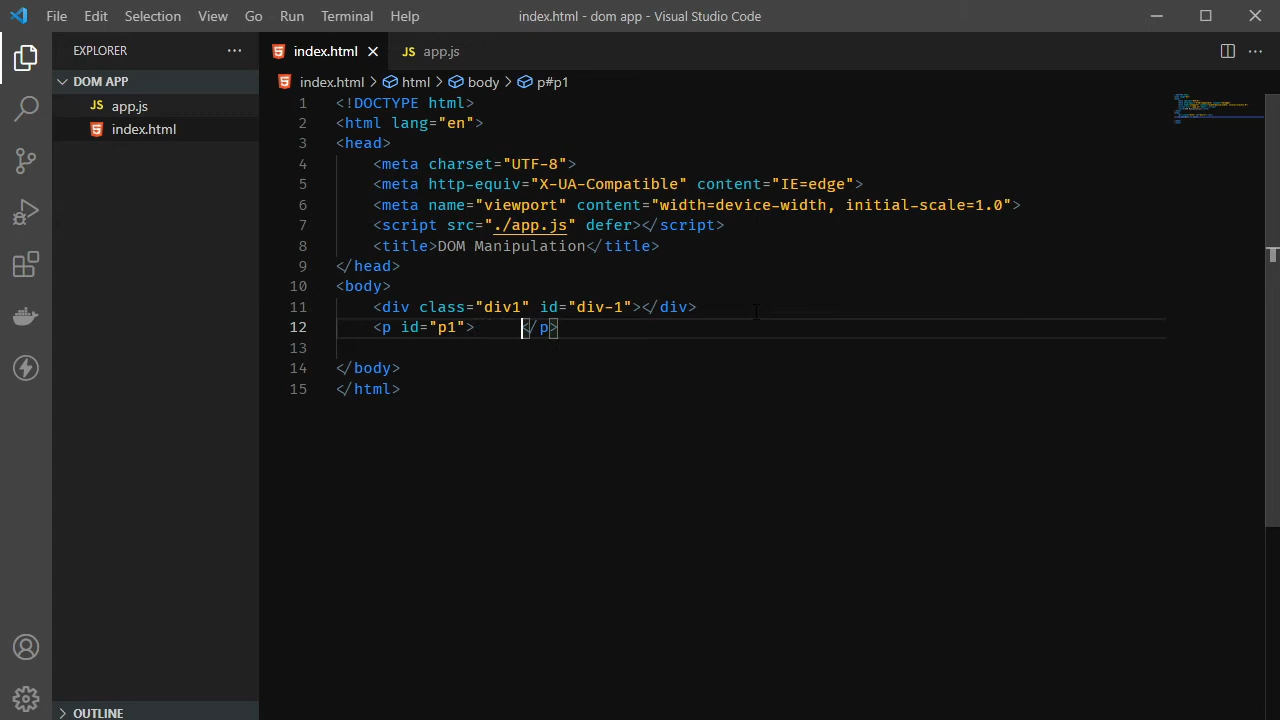 File Edit Selection View Go Run Terminal Help index.html - dom app - Visual Studio Code
EXPLORER
index.html
JS app.js
DOM APP
JS app.js
index.html
index.html > html > body > p#p1
1 <!DOCTYPE html>
2 <html lang="en">
3 <head>
4 <meta charset="UTF-8">
5 <meta http-equiv="X-UA-Compatible" content="IE=edge">
6 <meta name="viewport" content="width=device-width, initial-scale=1.0">
7 <script src="./app.js" defer></script>
8 <title>DOM Manipulation</title>
9 </head>
10 <body>
11 <div class="div1" id="div-1"></div>
12 <p id="p1"> </p>
13
14 </body>
15 </html>
OUTLINE